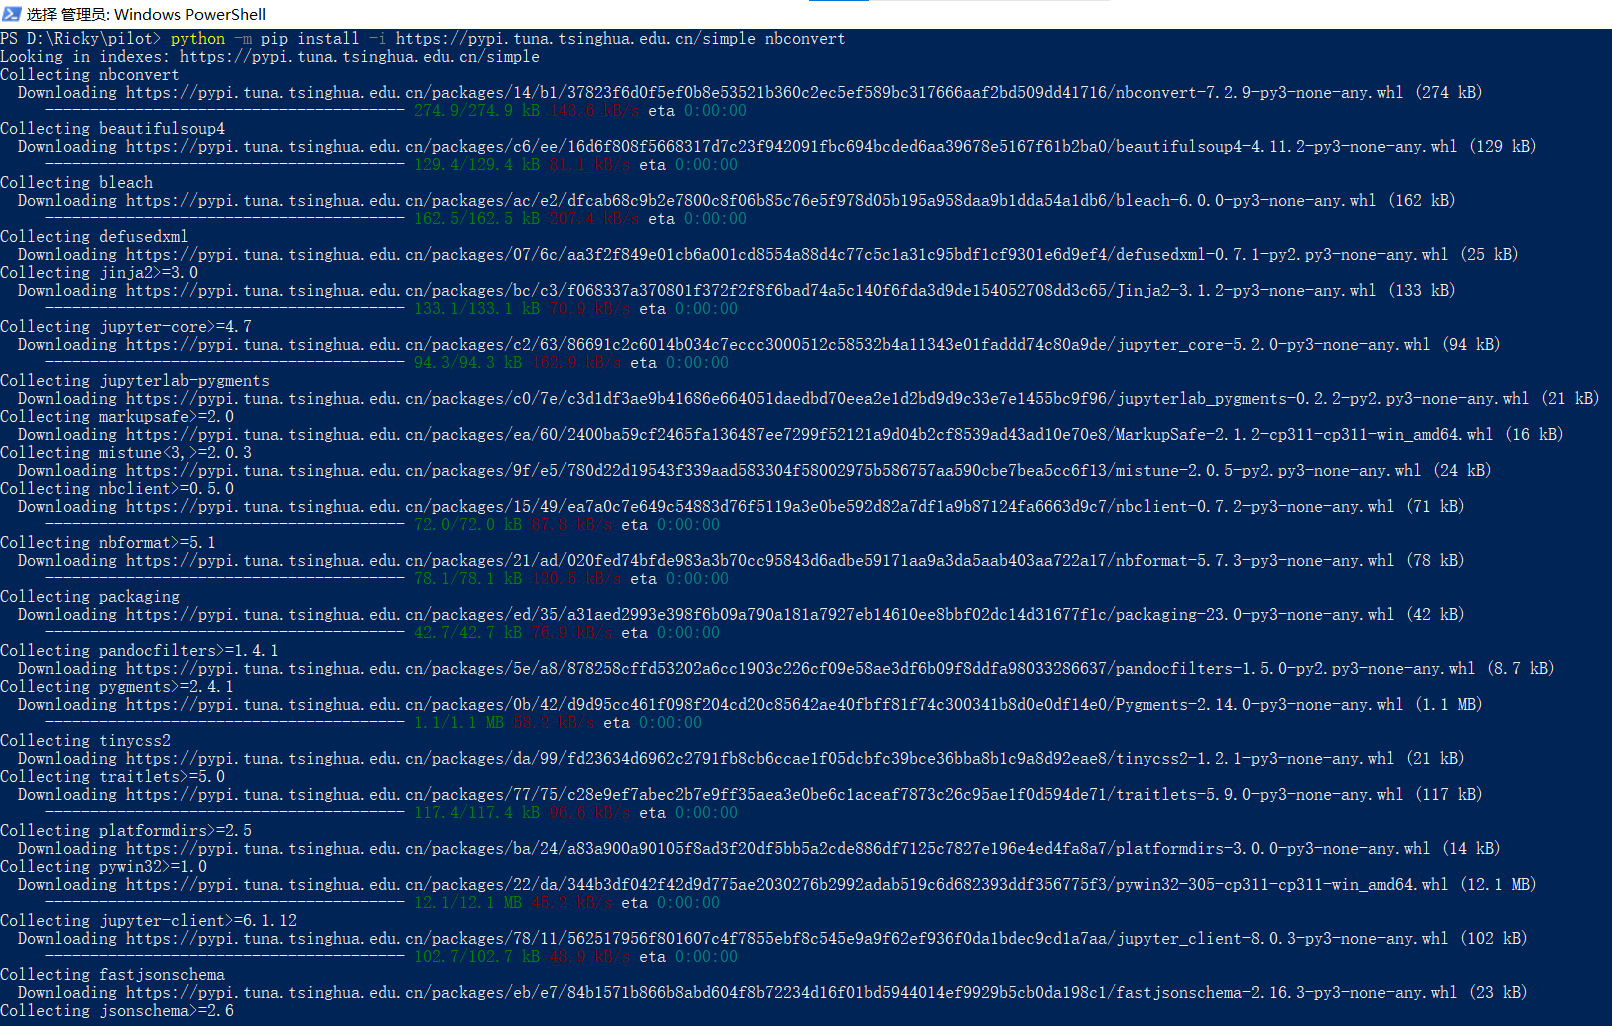 选择 管理员: Windows PowerShell
PS D:\Ricky\pilot> python -m pip install -i https://pypi.tuna.tsinghua.edu.cn/simple nbconvert
Looking in indexes: https://pypi.tuna.tsinghua.edu.cn/simple
Collecting nbconvert
Downloading https://pypi.tuna.tsinghua.edu.cn/packages/14/b1/37823f6d0f5ef0b8e53521b360c2ec5ef589bc317666aaf2bd509dd41716/nbconvert-7.2.9-py3-none-any.whl (274 kB)
---------------------------------------- 274.9/274.9 kB 143.6 kB/s eta 0:00:00
Collecting beautifulsoup4
Downloading https://pypi.tuna.tsinghua.edu.cn/packages/c6/ee/16d6f808f5668317d7c23f942091fbc694bcded6aa39678e5167f61b2ba0/beautifulsoup4-4.11.2-py3-none-any.whl (129 kB)
---------------------------------------- 129.4/129.4 kB 81.1 kB/s eta 0:00:00
Collecting bleach
Downloading https://pypi.tuna.tsinghua.edu.cn/packages/ac/e2/dfcab68c9b2e7800c8f06b85c76e5f978d05b195a958daa9b1dda54a1db6/bleach-6.0.0-py3-none-any.whl (162 kB)
---------------------------------------- 162.5/162.5 kB 207.4 kB/s eta 0:00:00
Collecting defusedxml
Downloading https://pypi.tuna.tsinghua.edu.cn/packages/07/6c/aa3f2f849e01cb6a001cd8554a88d4c77c5c1a31c95bdf1cf9301e6d9ef4/defusedxml-0.7.1-py2.py3-none-any.whl (25 kB)
Collecting jinja2>=3.0
Downloading https://pypi.tuna.tsinghua.edu.cn/packages/bc/c3/f068337a370801f372f2f8f6bad74a5c140f6fda3d9de154052708dd3c65/Jinja2-3.1.2-py3-none-any.whl (133 kB)
---------------------------------------- 133.1/133.1 kB 70.9 kB/s eta 0:00:00
Collecting jupyter-core>=4.7
Downloading https://pypi.tuna.tsinghua.edu.cn/packages/c2/63/86691c2c6014b034c7eccc3000512c58532b4a11343e01faddd74c80a9de/jupyter_core-5.2.0-py3-none-any.whl (94 kB)
---------------------------------------- 94.3/94.3 kB 162.9 kB/s eta 0:00:00
Collecting jupyterlab-pygments
Downloading https://pypi.tuna.tsinghua.edu.cn/packages/c0/7e/c3d1df3ae9b41686e664051daedbd70eea2e1d2bd9d9c33e7e1455bc9f96/jupyterlab_pygments-0.2.2-py2.py3-none-any.whl (21 kB)
Collecting markupsafe>=2.0
Downloading https://pypi.tuna.tsinghua.edu.cn/packages/ea/60/2400ba59cf2465fa136487ee7299f52121a9d04b2cf8539ad43ad10e70e8/MarkupSafe-2.1.2-cp311-cp311-win_amd64.whl (16 kB)
Collecting mistune<3,>=2.0.3
Downloading https://pypi.tuna.tsinghua.edu.cn/packages/9f/e5/780d22d19543f339aad583304f58002975b586757aa590cbe7bea5cc6f13/mistune-2.0.5-py2.py3-none-any.whl (24 kB)
Collecting nbclient>=0.5.0
Downloading https://pypi.tuna.tsinghua.edu.cn/packages/15/49/ea7a0c7e649c54883d76f5119a3e0be592d82a7df1a9b87124fa6663d9c7/nbclient-0.7.2-py3-none-any.whl (71 kB)
---------------------------------------- 72.0/72.0 kB 87.8 kB/s eta 0:00:00
Collecting nbformat>=5.1
Downloading https://pypi.tuna.tsinghua.edu.cn/packages/21/ad/020fed74bfde983a3b70cc95843d6adbe59171aa9a3da5aab403aa722a17/nbformat-5.7.3-py3-none-any.whl (78 kB)
---------------------------------------- 78.1/78.1 kB 120.5 kB/s eta 0:00:00
Collecting packaging
Downloading https://pypi.tuna.tsinghua.edu.cn/packages/ed/35/a31aed2993e398f6b09a790a181a7927eb14610ee8bbf02dc14d31677f1c/packaging-23.0-py3-none-any.whl (42 kB)
---------------------------------------- 42.7/42.7 kB 76.9 kB/s eta 0:00:00
Collecting pandocfilters>=1.4.1
Downloading https://pypi.tuna.tsinghua.edu.cn/packages/5e/a8/878258cffd53202a6cc1903c226cf09e58ae3df6b09f8ddfa98033286637/pandocfilters-1.5.0-py2.py3-none-any.whl (8.7 kB)
Collecting pygments>=2.4.1
Downloading https://pypi.tuna.tsinghua.edu.cn/packages/0b/42/d9d95cc461f098f204cd20c85642ae40fbff81f74c300341b8d0e0df14e0/Pygments-2.14.0-py3-none-any.whl (1.1 MB)
---------------------------------------- 1.1/1.1 MB 58.2 kB/s eta 0:00:00
Collecting tinycss2
Downloading https://pypi.tuna.tsinghua.edu.cn/packages/da/99/fd23634d6962c2791fb8cb6ccae1f05dcbfc39bce36bba8b1c9a8d92eae8/tinycss2-1.2.1-py3-none-any.whl (21 kB)
Collecting traitlets>=5.0
Downloading https://pypi.tuna.tsinghua.edu.cn/packages/77/75/c28e9ef7abec2b7e9ff35aea3e0be6c1aceaf7873c26c95ae1f0d594de71/traitlets-5.9.0-py3-none-any.whl (117 kB)
---------------------------------------- 117.4/117.4 kB 96.6 kB/s eta 0:00:00
Collecting platformdirs>=2.5
Downloading https://pypi.tuna.tsinghua.edu.cn/packages/ba/24/a83a900a90105f8ad3f20df5bb5a2cde886df7125c7827e196e4ed4fa8a7/platformdirs-3.0.0-py3-none-any.whl (14 kB)
Collecting pywin32>=1.0
Downloading https://pypi.tuna.tsinghua.edu.cn/packages/22/da/344b3df042f42d9d775ae2030276b2992adab519c6d682393ddf356775f3/pywin32-305-cp311-cp311-win_amd64.whl (12.1 MB)
---------------------------------------- 12.1/12.1 MB 45.2 kB/s eta 0:00:00
Collecting jupyter-client>=6.1.12
Downloading https://pypi.tuna.tsinghua.edu.cn/packages/78/11/562517956f801607c4f7855ebf8c545e9a9f62ef936f0da1bdec9cd1a7aa/jupyter_client-8.0.3-py3-none-any.whl (102 kB)
---------------------------------------- 102.7/102.7 kB 48.9 kB/s eta 0:00:00
Collecting fastjsonschema
Downloading https://pypi.tuna.tsinghua.edu.cn/packages/eb/e7/84b1571b866b8abd604f8b72234d16f01bd5944014ef9929b5cb0da198c1/fastjsonschema-2.16.3-py3-none-any.whl (23 kB)
Collecting jsonschema>=2.6